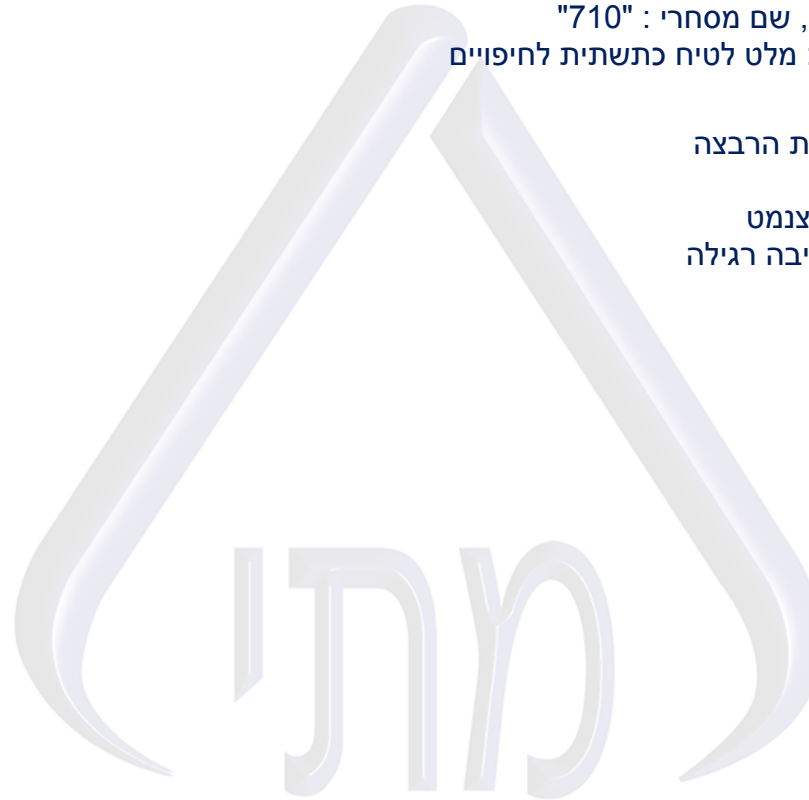 , שם מסחרי : "710"
מלט לטיח כתשתית לחיפויים
ת הרבצה
צנמט
יבה רגילה
מתי